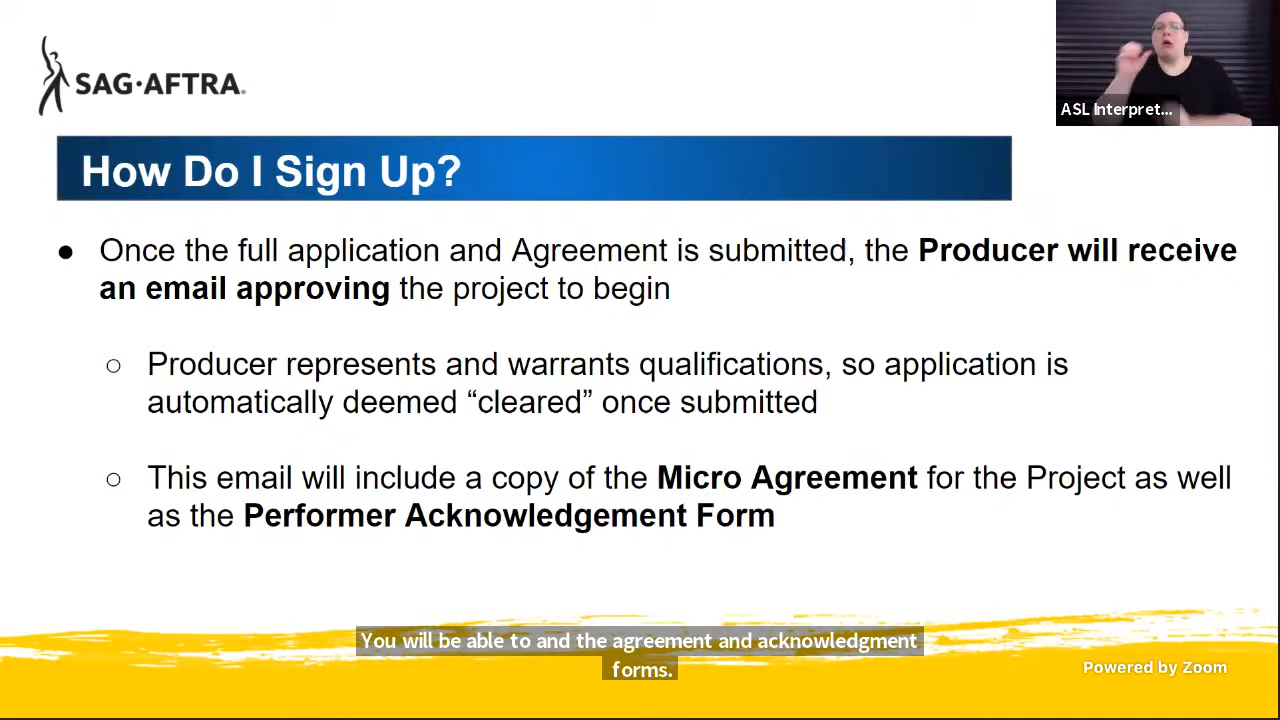 SAG·AFTRA
ASL Interpret...
How Do I Sign Up?
● Once the full application and Agreement is submitted, the Producer will receive
an email approving the project to begin
○ Producer represents and warrants qualifications, so application is
automatically deemed “cleared” once submitted
○ This email will include a copy of the Micro Agreement for the Project as well
as the Performer Acknowledgement Form
You will be able to and the agreement and acknowledgment
forms.
Powered by Zoom